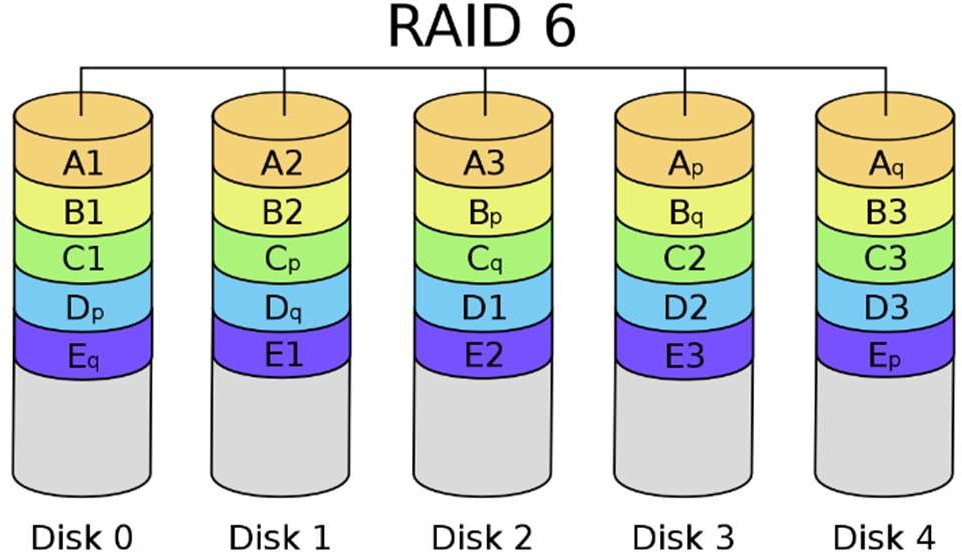 RAID 6
A1 A2 A3 Ap Aq
B1 B2 Bp Bq B3
C1 Cp Cq C2 C3
Dp Dq D1 D2 D3
Eq E1 E2 E3 Ep
Disk 0 Disk 1 Disk 2 Disk 3 Disk 4